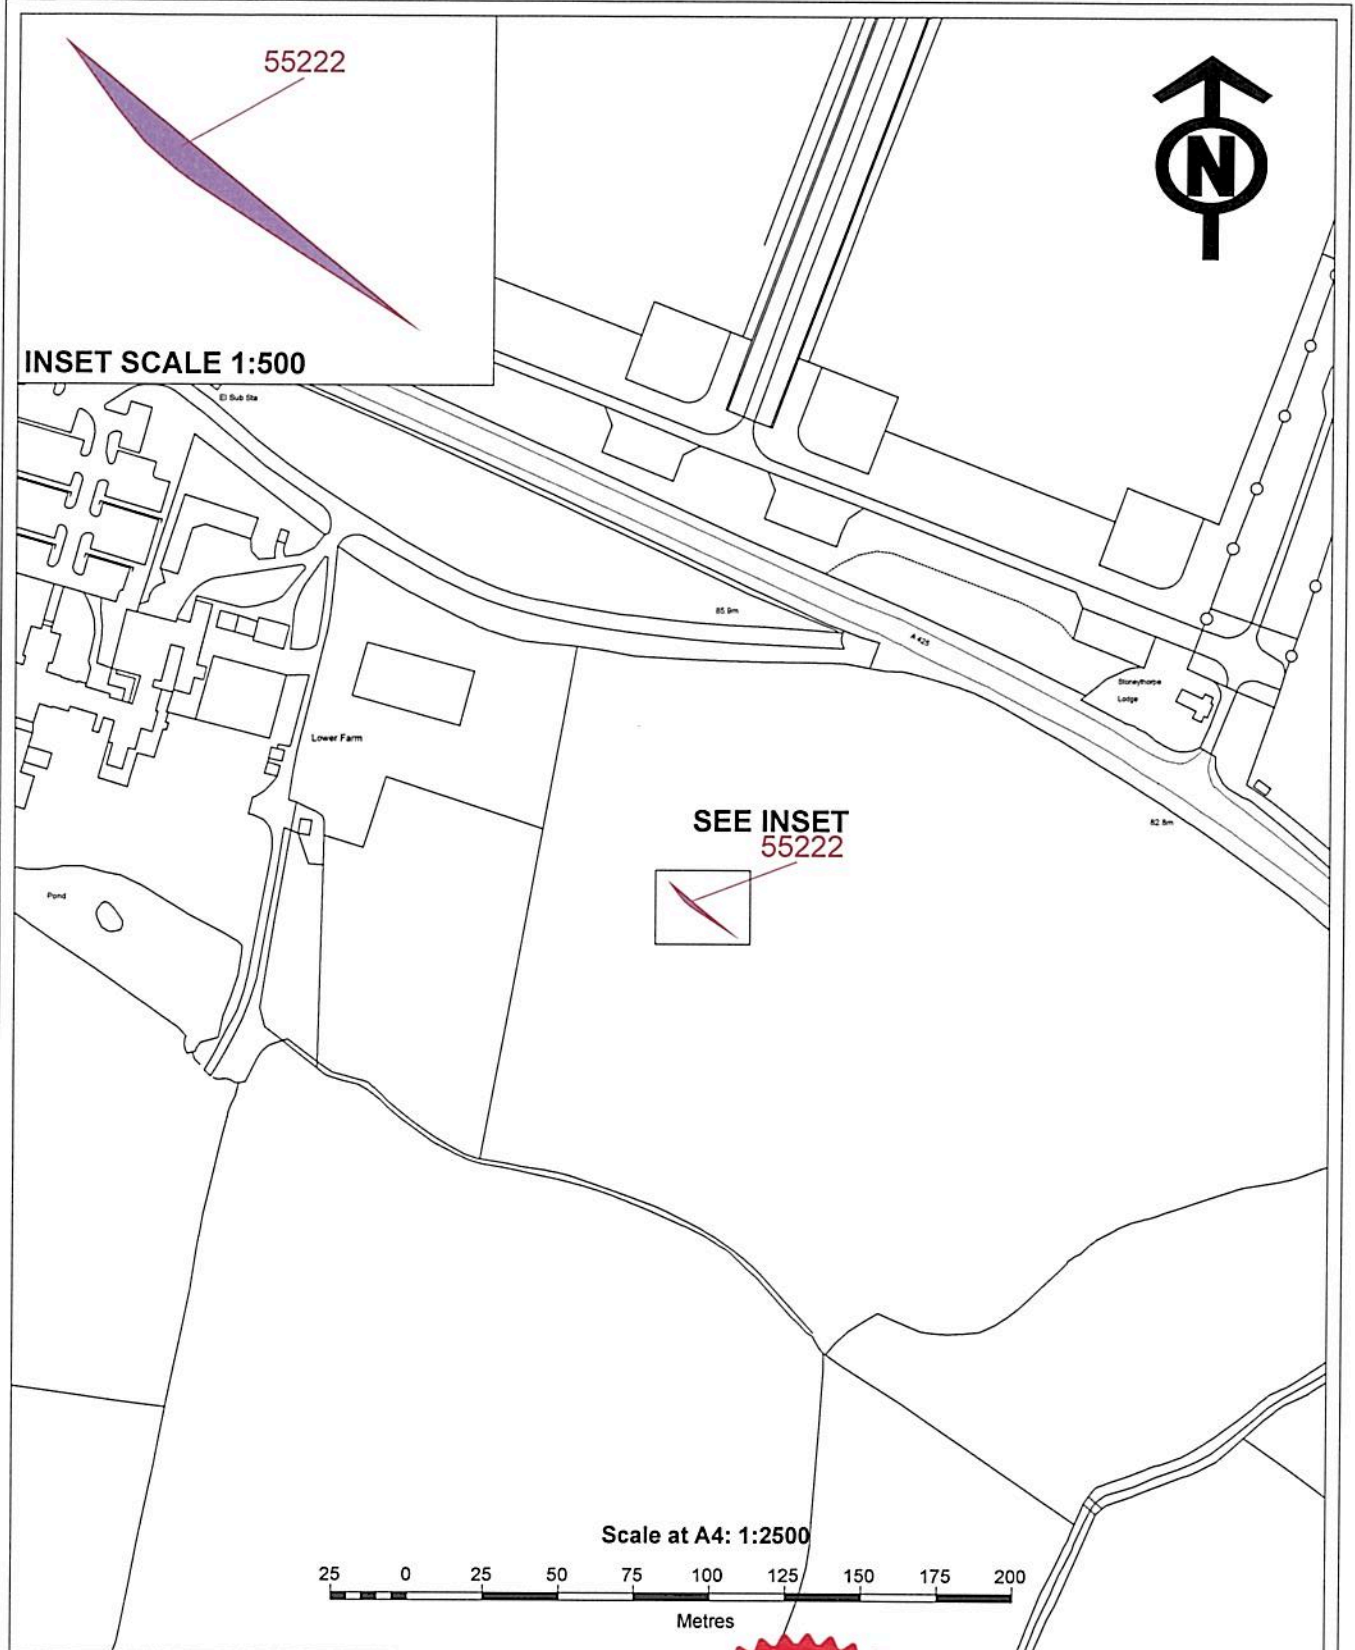 55222
INSET SCALE 1:500
N
El Sub Sta
85.9m
A 425
Stoneythorpe
Lodge
Lower Farm
SEE INSET
55222
82.8m
Pond
Scale at A4: 1:2500
25 0 25 50 75 100 125 150 175 200
Metres